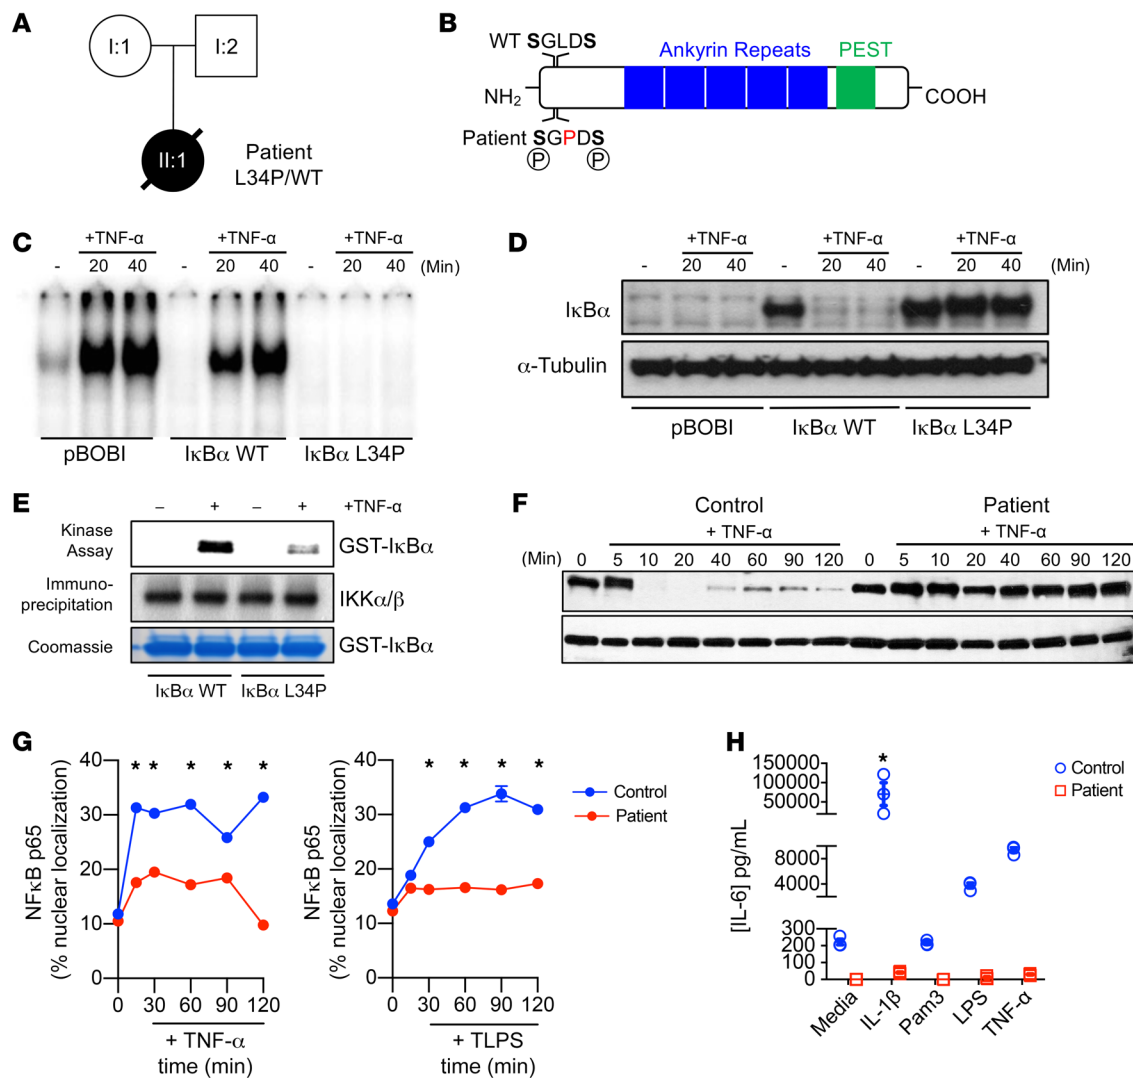 A
I:1
I:2
II:1
Patient
L34P/WT
B
WT SGLDS
Ankyrin Repeats
PEST
NH2
COOH
Patient SGPDS
P P
C
+TNF-α +TNF-α +TNF-α
- 20 40 - 20 40 - 20 40 (Min)
pBOBI IκBα WT IκBα L34P
D
+TNF-α +TNF-α +TNF-α
- 20 40 - 20 40 - 20 40 (Min)
IκBα
α-Tubulin
pBOBI IκBα WT IκBα L34P
E
– + – + +TNF-α
Kinase
Assay
GST-IκBα
Immuno-
precipitation
IKKα/β
Coomassie
GST-IκBα
IκBα WT IκBα L34P
F
Control Patient
+ TNF-α + TNF-α
(Min) 0 5 10 20 40 60 90 120 0 5 10 20 40 60 90 120
G
NFκB p65
(% nuclear localization)
40
30
20
10
0
* * * * *
0 30 60 90 120
+ TNF-α
time (min)
NFκB p65
(% nuclear localization)
40
30
20
10
0
* * * *
0 30 60 90 120
+ TLPS
time (min)
Control
Patient
H
[IL-6] pg/mL
150000
100000
50000
8000
4000
300
200
100
0
*
Media
IL-1β
Pam3
LPS
TNF-α
Control
Patient